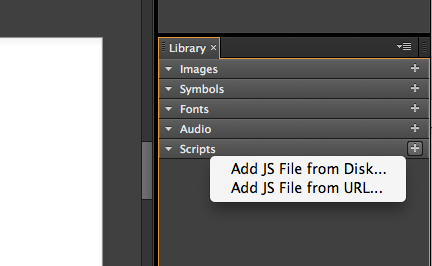 Library ×
Images
Symbols
Fonts
Audio
Scripts
Add JS File from Disk...
Add JS File from URL...